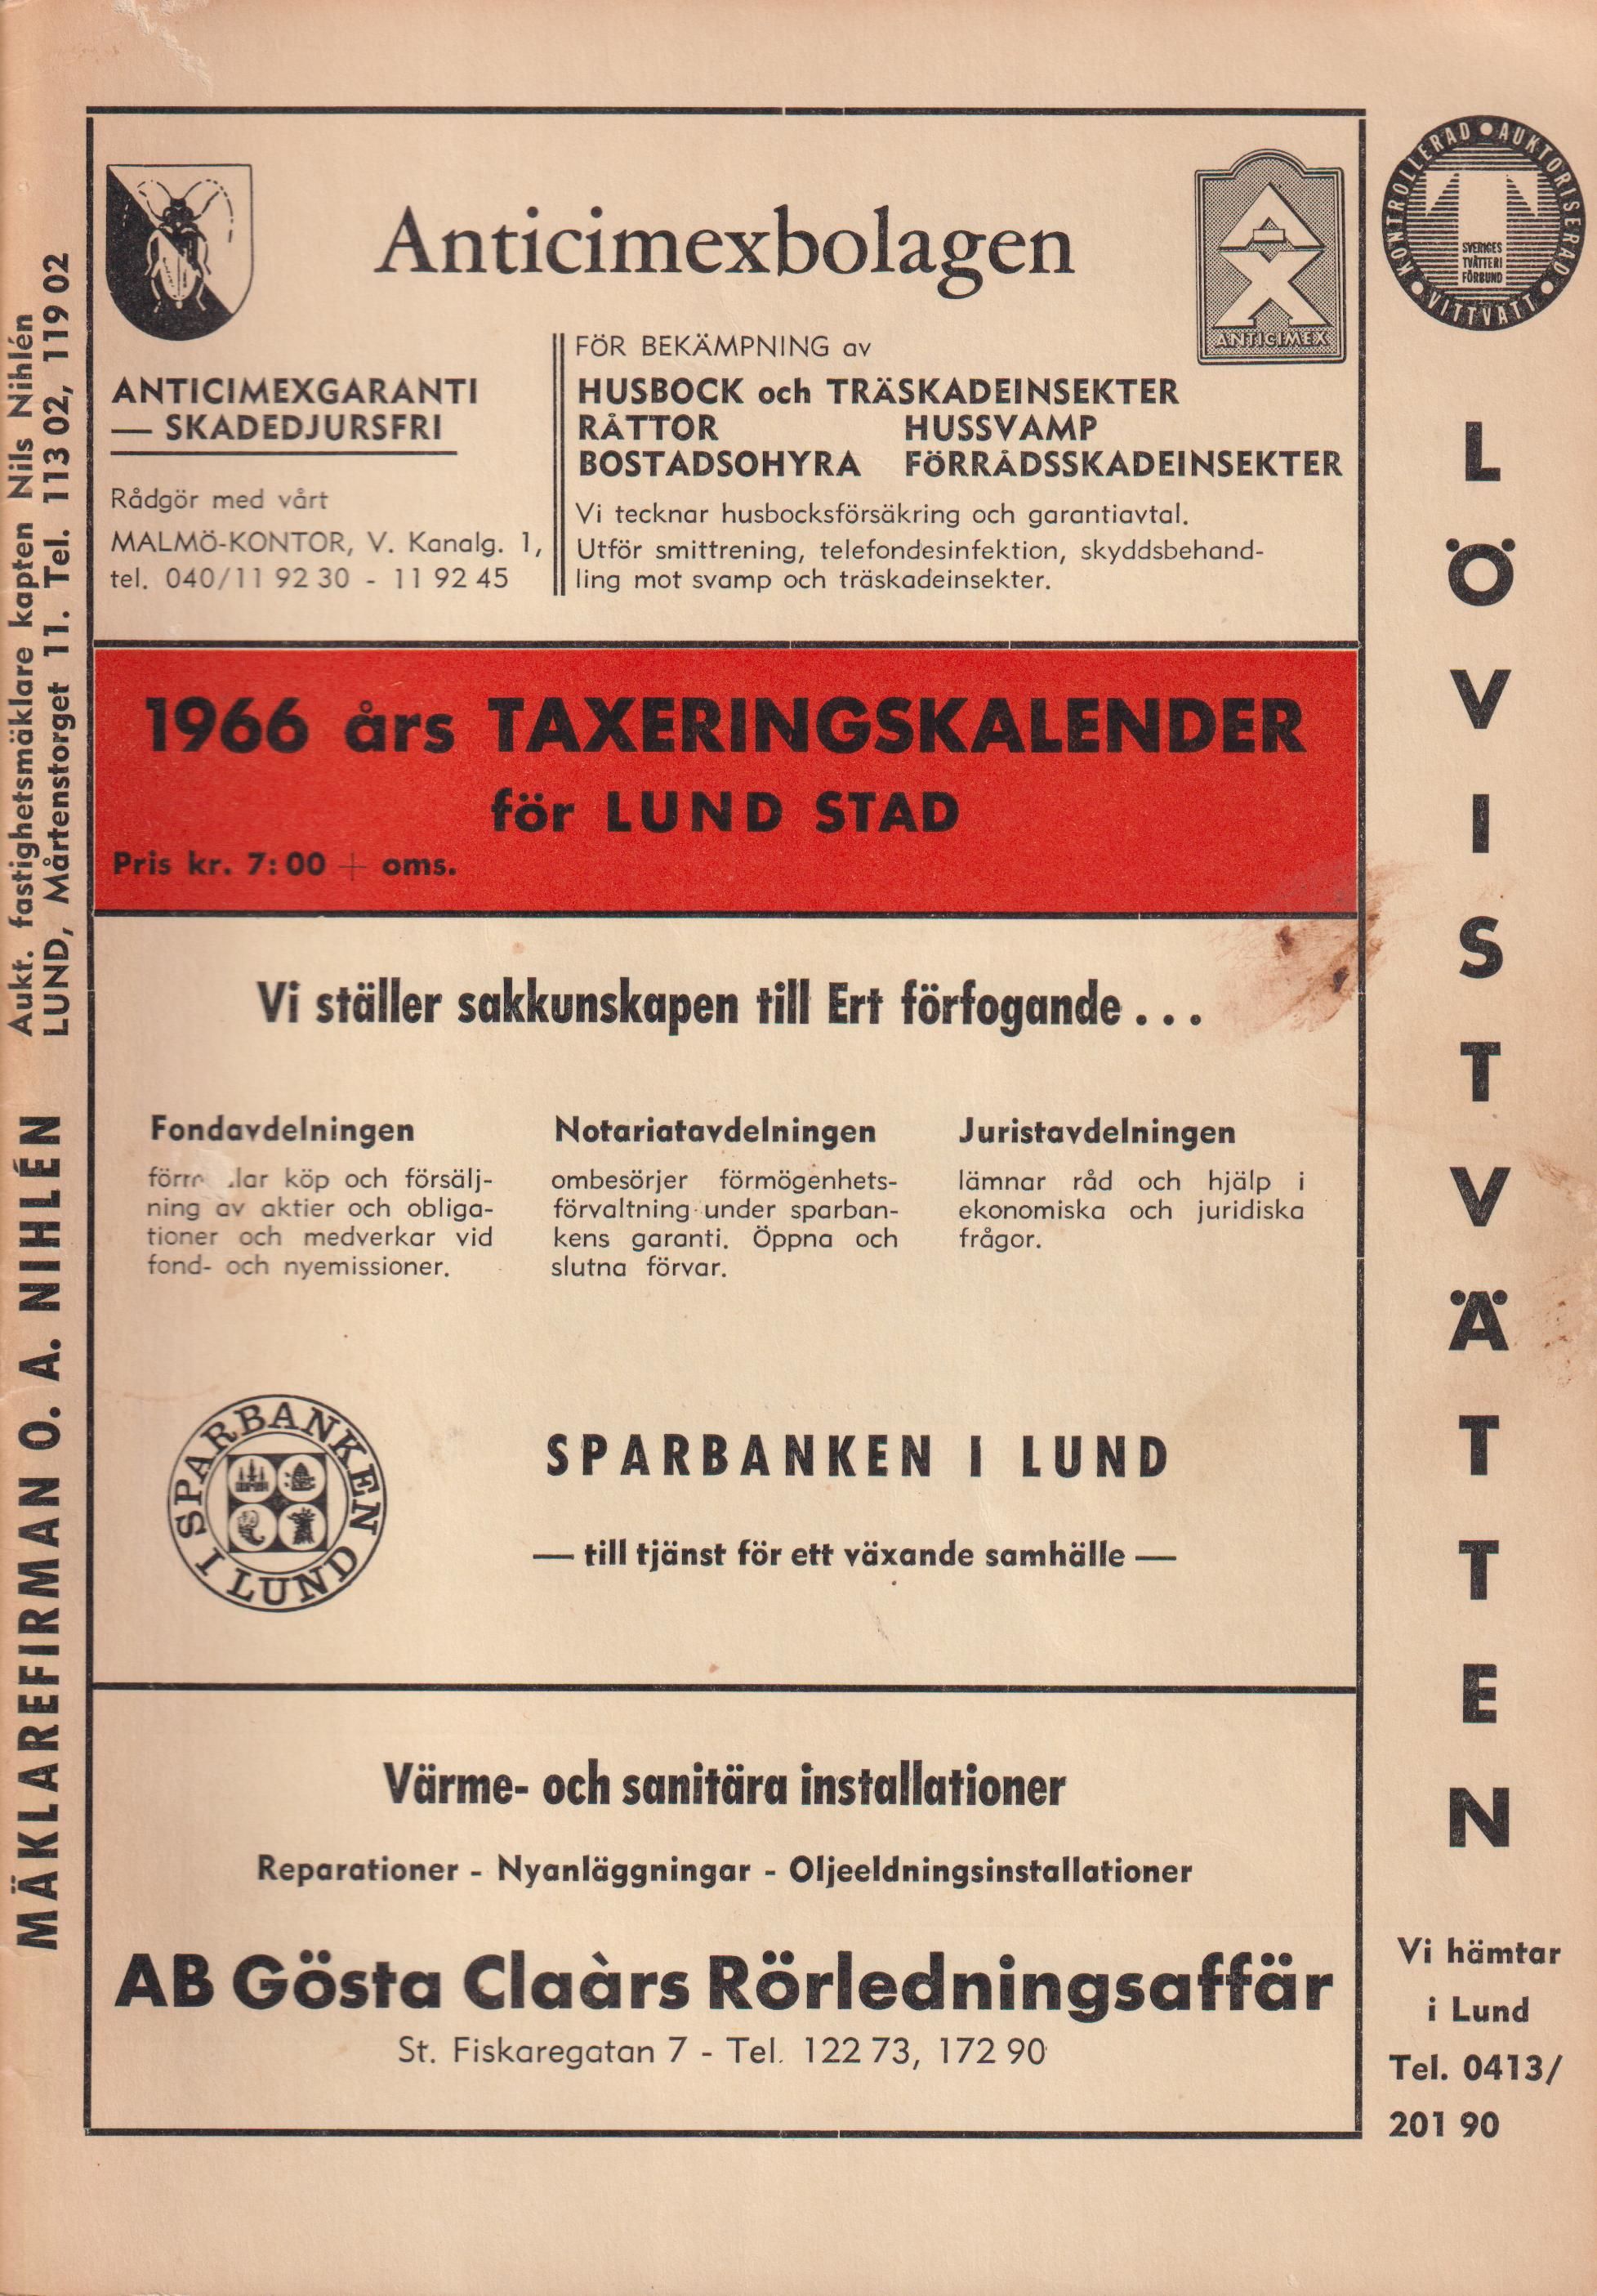 Anticimexbolagen
ANTICIMEX
ANTICIMEXGARANTI
— SKADEDJURSFRI
Rådgör med vårt
MALMÖ-KONTOR, V. Kanalg. 1,
tel. 040/11 92 30 - 11 92 45
FÖR BEKÄMPNING av
HUSBOCK och TRÄSKADEINSEKTER
RÅTTOR HUSSVAMP
BOSTADSOHYRA FÖRRÅDSSKADEINSEKTER
Vi tecknar husbocksförsäkring och garantiavtal.
Utför smittrening, telefondesinfektion, skyddsbehand-
ling mot svamp och träskadeinsekter.
1966 års TAXERINGSKALENDER
för LUND STAD
Pris kr. 7:00 + oms.
Vi ställer sakkunskapen till Ert förfogande . . .
Fondavdelningen
köp och försälj-
ning av aktier och obliga-
tioner och medverkar vid
fond- och nyemissioner.
Notariatavdelningen
ombesörjer förmögenhets-
förvaltning under sparban-
kens garanti. Öppna och
slutna förvar.
Juristavdelningen
lämnar råd och hjälp i
ekonomiska och juridiska
frågor.
SPARBANKEN I LUND
SPARBANKEN I LUND
— till tjänst för ett växande samhälle —
Värme- och sanitära installationer
Reparationer - Nyanläggningar - Oljeeldningsinstallationer
AB Gösta Claàrs Rörledningsaffär
St. Fiskaregatan 7 - Tel. 122 73, 172 90
MÄKLAREFIRMAN O. A. NIHLÉN
Aukt. fastighetsmäklare kapten Nils Nihlén
LUND, Mårtenstorget 11. Tel. 113 02, 119 02
KONTROLLERAD • AUKTORISERAD • VITTVÄTT •
SVERIGES
TVÄTTERI
FÖRBUND
L
Ö
V
I
S
T
V
Ä
T
T
E
N
Vi hämtar
i Lund
Tel. 0413/
201 90